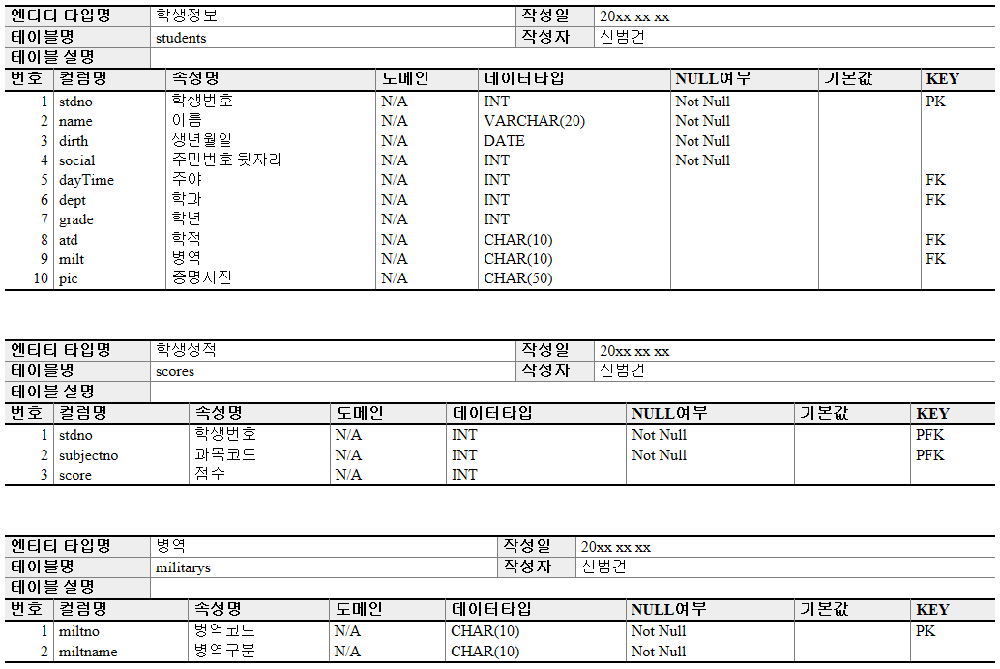 엔티티 타입명 학생정보 작성일 20xx xx xx
테이블명 students 작성자 신범건
테이블 설명
번호 컬럼명 속성명 도메인 데이터타입 NULL여부 기본값 KEY
1 stdno 학생번호 N/A INT Not Null PK
2 name 이름 N/A VARCHAR(20) Not Null
3 dirth 생년월일 N/A DATE Not Null
4 social 주민번호 뒷자리 N/A INT Not Null
5 dayTime 주야 N/A INT FK
6 dept 학과 N/A INT FK
7 grade 학년 N/A INT
8 atd 학적 N/A CHAR(10) FK
9 milt 병역 N/A CHAR(10) FK
10 pic 증명사진 N/A CHAR(50)
엔티티 타입명 학생성적 작성일 20xx xx xx
테이블명 scores 작성자 신범건
테이블 설명
번호 컬럼명 속성명 도메인 데이터타입 NULL여부 기본값 KEY
1 stdno 학생번호 N/A INT Not Null PFK
2 subjectno 과목코드 N/A INT Not Null PFK
3 score 점수 N/A INT
엔티티 타입명 병역 작성일 20xx xx xx
테이블명 militarys 작성자 신범건
테이블 설명
번호 컬럼명 속성명 도메인 데이터타입 NULL여부 기본값 KEY
1 miltno 병역코드 N/A CHAR(10) Not Null PK
2 miltname 병역구분 N/A CHAR(10) Not Null